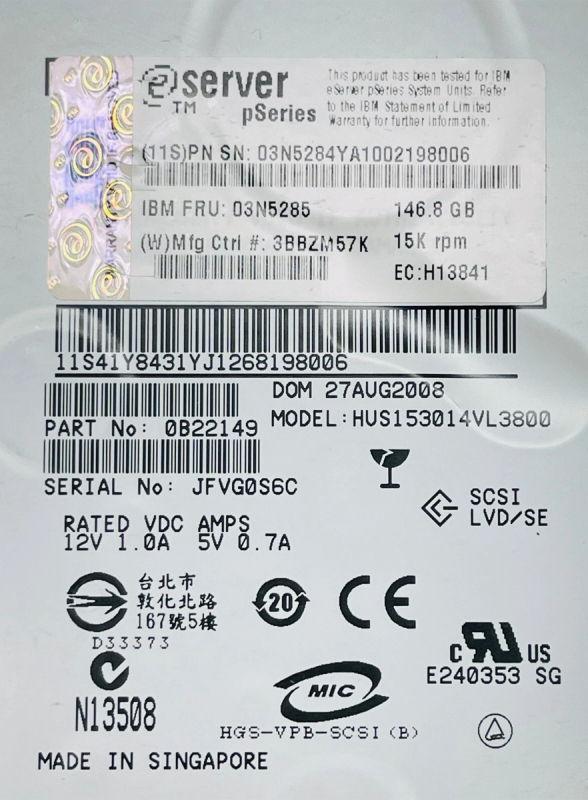 eserver
TM
pSeries
This product has been tested for IBM
eServer pSeries System Units. Refer
to the IBM Statement of Limited
Warranty for further information.
(11S)PN SN: 03N5284YA1002198006
IBM FRU: 03N5285 146.8 GB
(W)Mfg Ctrl #: 3BBZM57K 15K rpm
EC:H13841
11S41Y8431YJ1268198006
DOM 27AUG2008
PART No: 0B22149 MODEL:HUS153014VL3800
SERIAL No: JFVG0S6C
SCSI
LVD/SE
RATED VDC AMPS
12V 1.0A 5V 0.7A
台北市
敦化北路
167號5樓
D33373
20
CE
c RU US
E240353 SG
N13508
MIC
HGS-VPB-SCSI(B)
MADE IN SINGAPORE